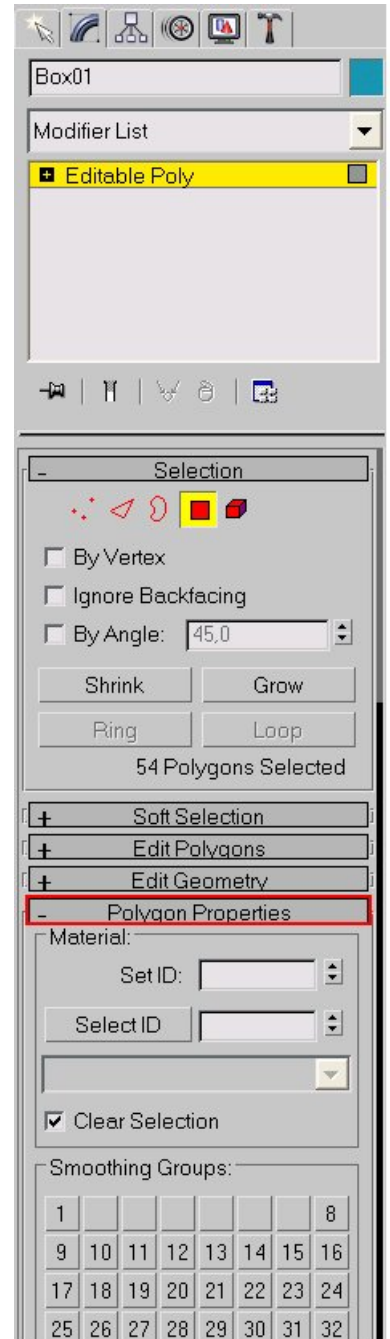 Box01
Modifier List
Editable Poly
- Selection
By Vertex
Ignore Backfacing
By Angle: 45,0
Shrink Grow
Ring Loop
54 Polygons Selected
+ Soft Selection
+ Edit Polygons
+ Edit Geometry
- Polygon Properties
Material:
Set ID:
Select ID
Clear Selection
Smoothing Groups:
1 8
9 10 11 12 13 14 15 16
17 18 19 20 21 22 23 24
25 26 27 28 29 30 31 32